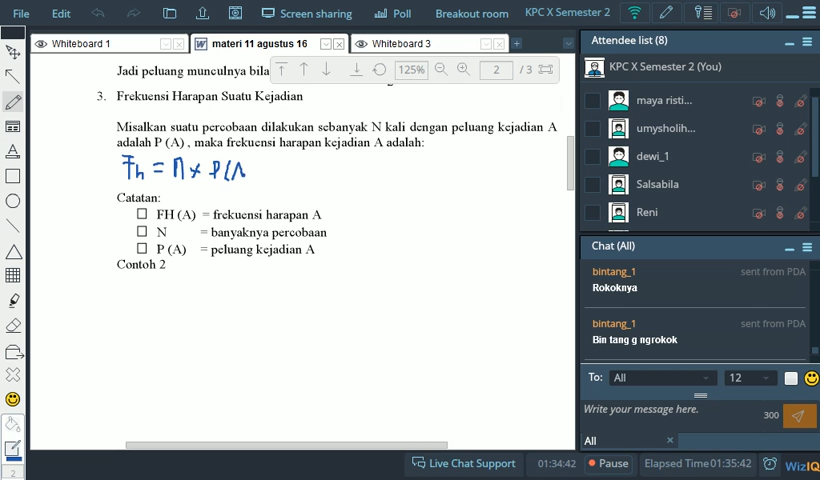 File Edit Screen sharing Poll Breakout room KPC X Semester 2
Whiteboard 1 materi 11 agustus 16 Whiteboard 3
Jadi peluang munculnya bila
125% 2 / 3
3. Frekuensi Harapan Suatu Kejadian
Misalkan suatu percobaan dilakukan sebanyak N kali dengan peluang kejadian A
adalah P (A) , maka frekuensi harapan kejadian A adalah:
Fh = n x P(A
Catatan:
FH (A) = frekuensi harapan A
N = banyaknya percobaan
P (A) = peluang kejadian A
Contoh 2
2
Attendee list (8)
KPC X Semester 2 (You)
maya risti...
umysholih...
dewi_1
Salsabila
Reni
Chat (All)
bintang_1 sent from PDA
Rokoknya
bintang_1 sent from PDA
Bin tang g ngrokok
To: All 12
Write your message here. 300
All
Live Chat Support 01:34:42 Pause Elapsed Time 01:35:42 WizIQ